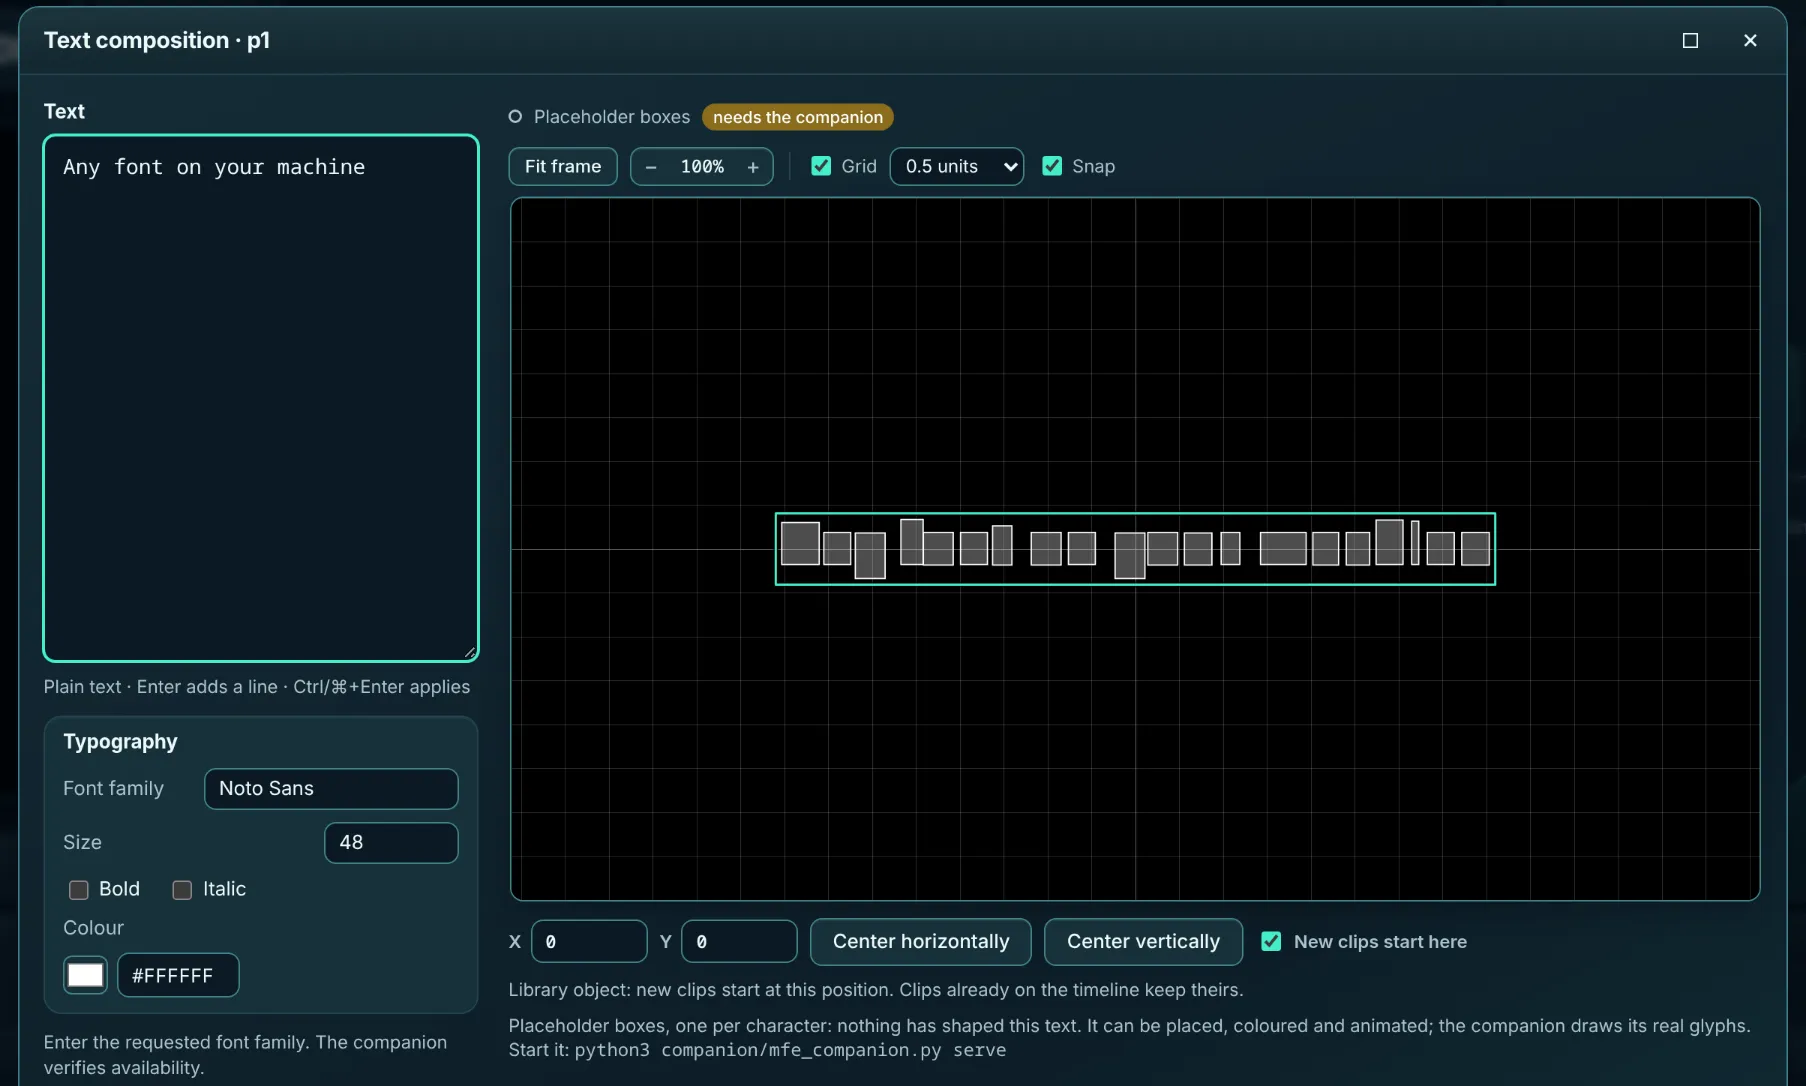 Text composition · p1
Text
Any font on your machine
Plain text · Enter adds a line · Ctrl/⌘+Enter applies
Typography
Font family
Noto Sans
Size
48
Bold
Italic
Colour
#FFFFFF
Enter the requested font family. The companion
verifies availability.
Placeholder boxes
needs the companion
Fit frame
− 100% +
Grid
0.5 units
Snap
X
0
Y
0
Center horizontally
Center vertically
New clips start here
Library object: new clips start at this position. Clips already on the timeline keep theirs.
Placeholder boxes, one per character: nothing has shaped this text. It can be placed, coloured and animated; the companion draws its real glyphs.
Start it: python3 companion/mfe_companion.py serve